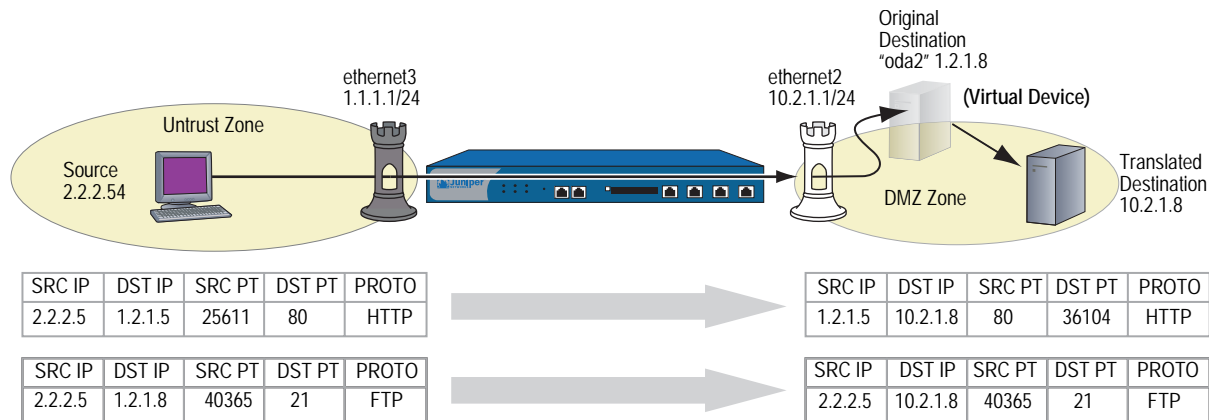 Original
Destination
"oda2" 1.2.1.8
ethernet3
1.1.1.1/24
ethernet2
10.2.1.1/24
(Virtual Device)
Untrust Zone
Source
2.2.2.54
Juniper
DMZ Zone
Translated
Destination
10.2.1.8
SRC IP DST IP SRC PT DST PT PROTO
2.2.2.5 1.2.1.5 25611 80 HTTP
SRC IP DST IP SRC PT DST PT PROTO
1.2.1.5 10.2.1.8 80 36104 HTTP
SRC IP DST IP SRC PT DST PT PROTO
2.2.2.5 1.2.1.8 40365 21 FTP
SRC IP DST IP SRC PT DST PT PROTO
2.2.2.5 10.2.1.8 40365 21 FTP